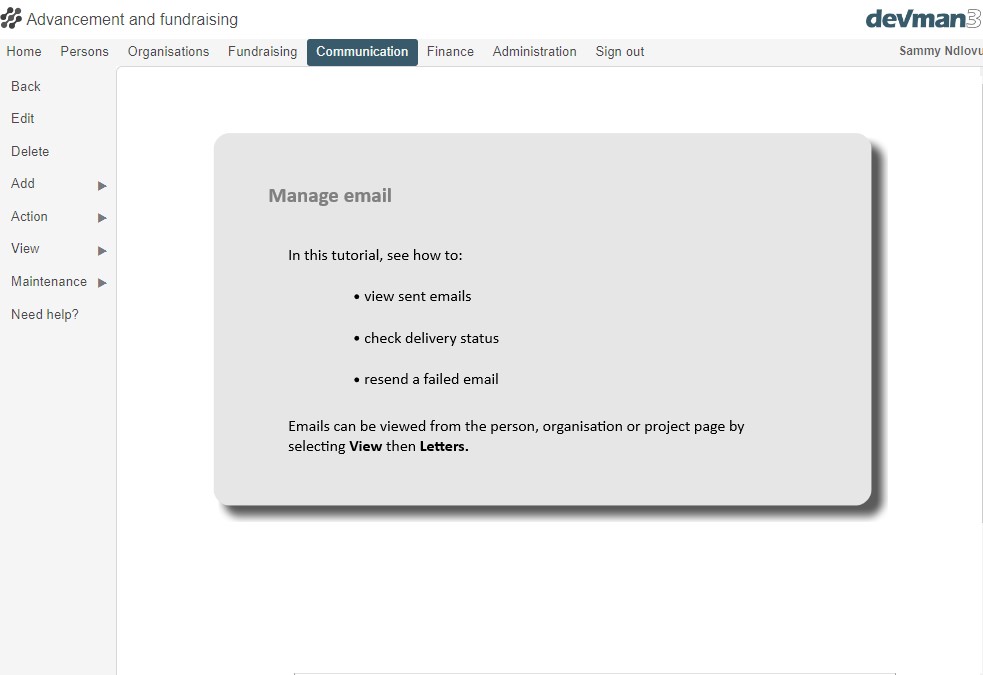 Advancement and fundraising
devman3
Home Persons Organisations Fundraising Communication Finance Administration Sign out Sammy Ndlovu
Back
Edit
Delete
Add
Action
View
Maintenance
Need help?
Manage email
In this tutorial, see how to:
• view sent emails
• check delivery status
• resend a failed email
Emails can be viewed from the person, organisation or project page by
selecting View then Letters.